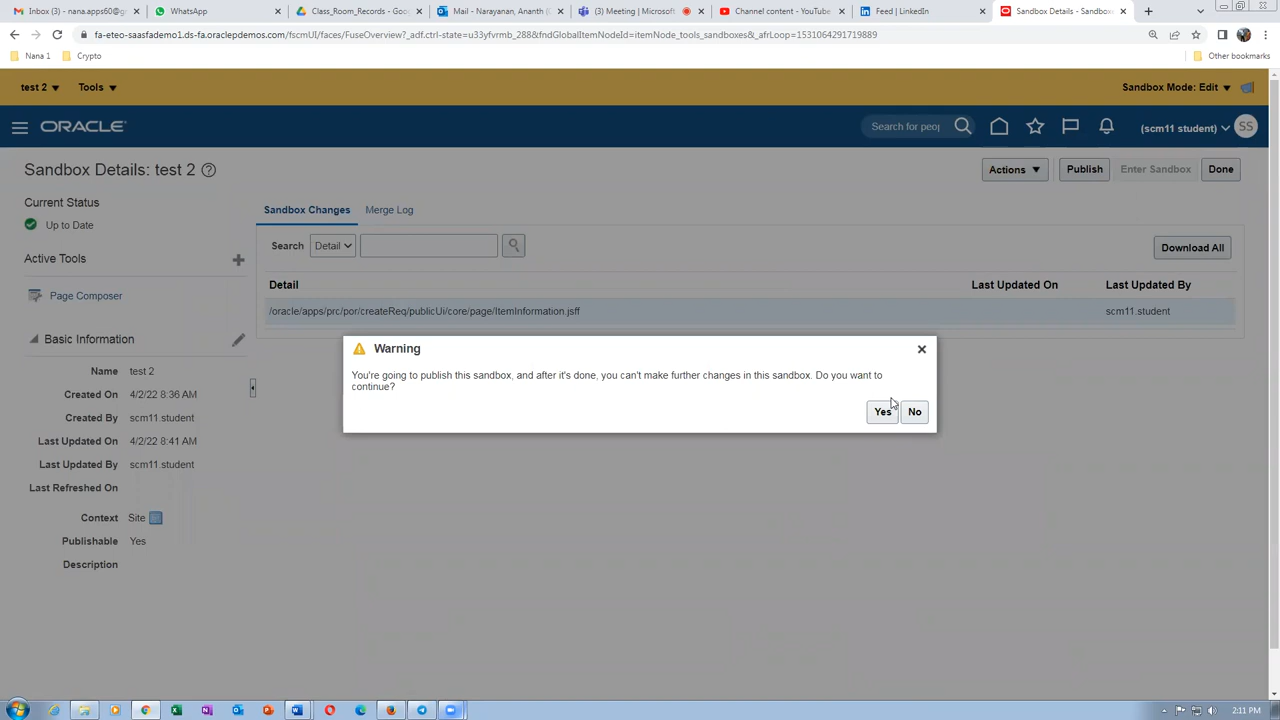 Inbox (3) - nana.apps60@g
WhatsApp
Class_Room_Records - Goo
Mail - Narayanan, Ananth (
(3) Meeting | Microsof
Channel content - YouTube
Feed | LinkedIn
Sandbox Details - Sandbox
fa-eteo-saasfademo1.ds-fa.oraclepdemos.com/fscmUI/faces/FuseOverview?_adf.ctrl-state=u33yfvrmb_288&fndGlobalItemNodeId=itemNode_tools_sandboxes&_afrLoop=1531064291719889
Nana 1
Crypto
Other bookmarks
test 2
Tools
Sandbox Mode: Edit
ORACLE
Search for peop
(scm11 student)
SS
Sandbox Details: test 2
Actions
Publish
Enter Sandbox
Done
Current Status
Up to Date
Active Tools
Page Composer
Basic Information
Name test 2
Created On 4/2/22 8:36 AM
Created By scm11.student
Last Updated On 4/2/22 8:41 AM
Last Updated By scm11.student
Last Refreshed On
Context Site
Publishable Yes
Description
Sandbox Changes
Merge Log
Search Detail
Download All
Detail Last Updated On Last Updated By
/oracle/apps/prc/por/createReq/publicUi/core/page/ItemInformation.jsff scm11.student
Warning
You're going to publish this sandbox, and after it's done, you can't make further changes in this sandbox. Do you want to
continue?
Yes No
2:11 PM